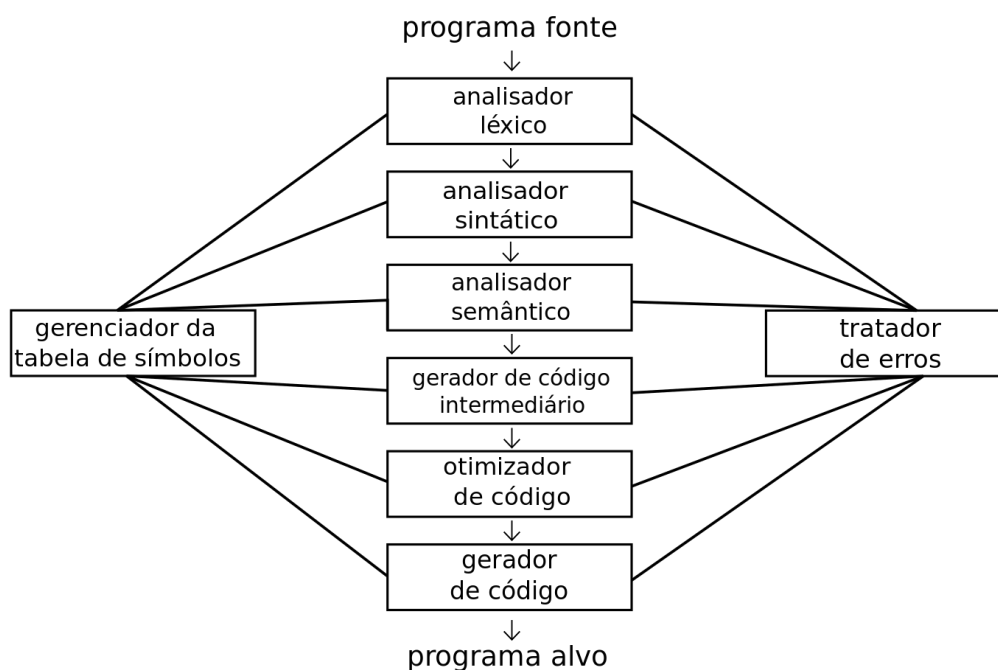 programa fonte
analisador
léxico
analisador
sintático
analisador
semântico
gerenciador da
tabela de símbolos
tratador
de erros
gerador de código
intermediário
otimizador
de código
gerador
de código
programa alvo